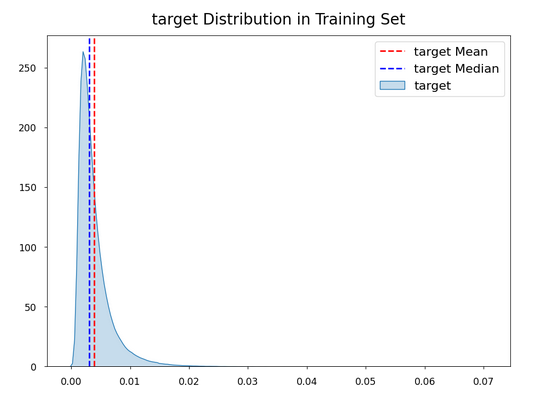 target Distribution in Training Set
target Mean
target Median
target
250
200
150
100
50
0
0.00 0.01 0.02 0.03 0.04 0.05 0.06 0.07